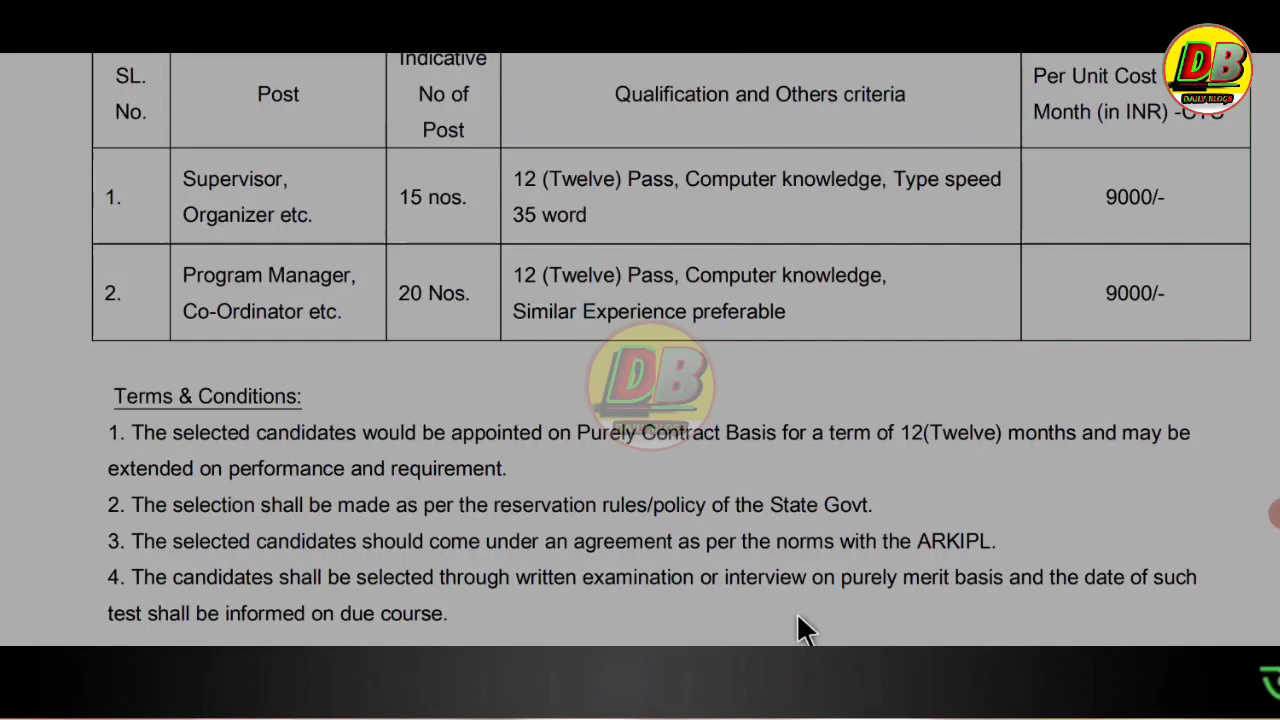 DB
DAILY BLOGS
SL.
No.
Post
Indicative
No of
Post
Qualification and Others criteria
Per Unit Cost
Month (in INR) -CTC
1.
Supervisor,
Organizer etc.
15 nos.
12 (Twelve) Pass, Computer knowledge, Type speed
35 word
9000/-
2.
Program Manager,
Co-Ordinator etc.
20 Nos.
12 (Twelve) Pass, Computer knowledge,
Similar Experience preferable
9000/-
DB
DAILY BLOGS
Terms & Conditions:
1. The selected candidates would be appointed on Purely Contract Basis for a term of 12(Twelve) months and may be
extended on performance and requirement.
2. The selection shall be made as per the reservation rules/policy of the State Govt.
3. The selected candidates should come under an agreement as per the norms with the ARKIPL.
4. The candidates shall be selected through written examination or interview on purely merit basis and the date of such
test shall be informed on due course.